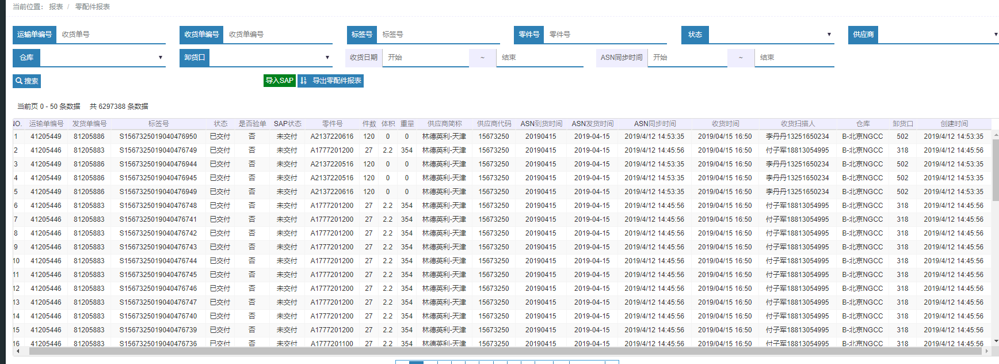 当前位置： 报表 / 零配件报表
运输单编号 收货单号 收货单编号 收货单编号 标签号 标签号 零件号 零件号 状态 供应商
仓库 卸货口 收货日期 开始 ~ 结束 ASN同步时间 开始 ~ 结束
搜索 导入SAP 导出零配件报表
当前页 0 - 50 条数据 共 6297388 条数据
NO. 运输单编号 发货单编号 标签号 状态 是否验单 SAP状态 零件号 件数 体积 重量 供应商简称 供应商代码 ASN到货时间 ASN发货时间 ASN同步时间 收货时间 收货扫描人 仓库 卸货口 创建时间
1 41205449 81205886 S1567325019040476950 已交付 否 未交付 A2137220616 120 0 0 林德英利-天津 15673250 20190415 2019-04-15 2019/4/12 14:53:35 2019/04/15 16:50 李丹丹13251650234 B-北京NGCC 502 2019/4/12 14:53:35
2 41205446 81205883 S1567325019040476749 已交付 否 未交付 A1777201200 27 2.2 354 林德英利-天津 15673250 20190415 2019-04-15 2019/4/12 14:45:56 2019/04/15 16:50 付子军18813054995 B-北京NGCC 318 2019/4/12 14:45:56
3 41205449 81205886 S1567325019040476944 已交付 否 未交付 A2137220516 120 0 0 林德英利-天津 15673250 20190415 2019-04-15 2019/4/12 14:53:35 2019/04/15 16:50 李丹丹13251650234 B-北京NGCC 502 2019/4/12 14:53:35
4 41205449 81205886 S1567325019040476945 已交付 否 未交付 A2137220516 120 0 0 林德英利-天津 15673250 20190415 2019-04-15 2019/4/12 14:53:35 2019/04/15 16:50 李丹丹13251650234 B-北京NGCC 502 2019/4/12 14:53:35
5 41205449 81205886 S1567325019040476949 已交付 否 未交付 A2137220616 120 0 0 林德英利-天津 15673250 20190415 2019-04-15 2019/4/12 14:53:35 2019/04/15 16:50 李丹丹13251650234 B-北京NGCC 502 2019/4/12 14:53:35
6 41205446 81205883 S1567325019040476748 已交付 否 未交付 A1777201200 27 2.2 354 林德英利-天津 15673250 20190415 2019-04-15 2019/4/12 14:45:56 2019/04/15 16:50 付子军18813054995 B-北京NGCC 318 2019/4/12 14:45:56
7 41205446 81205883 S1567325019040476741 已交付 否 未交付 A1777201200 27 2.2 354 林德英利-天津 15673250 20190415 2019-04-15 2019/4/12 14:45:56 2019/04/15 16:50 付子军18813054995 B-北京NGCC 318 2019/4/12 14:45:56
8 41205446 81205883 S1567325019040476742 已交付 否 未交付 A1777201200 27 2.2 354 林德英利-天津 15673250 20190415 2019-04-15 2019/4/12 14:45:56 2019/04/15 16:50 付子军18813054995 B-北京NGCC 318 2019/4/12 14:45:56
9 41205446 81205883 S1567325019040476743 已交付 否 未交付 A1777201200 27 2.2 354 林德英利-天津 15673250 20190415 2019-04-15 2019/4/12 14:45:56 2019/04/15 16:50 付子军18813054995 B-北京NGCC 318 2019/4/12 14:45:56
10 41205446 81205883 S1567325019040476744 已交付 否 未交付 A1777201200 27 2.2 354 林德英利-天津 15673250 20190415 2019-04-15 2019/4/12 14:45:56 2019/04/15 16:50 付子军18813054995 B-北京NGCC 318 2019/4/12 14:45:56
11 41205446 81205883 S1567325019040476745 已交付 否 未交付 A1777201200 27 2.2 354 林德英利-天津 15673250 20190415 2019-04-15 2019/4/12 14:45:56 2019/04/15 16:50 付子军18813054995 B-北京NGCC 318 2019/4/12 14:45:56
12 41205446 81205883 S1567325019040476746 已交付 否 未交付 A1777201200 27 2.2 354 林德英利-天津 15673250 20190415 2019-04-15 2019/4/12 14:45:56 2019/04/15 16:50 付子军18813054995 B-北京NGCC 318 2019/4/12 14:45:56
13 41205446 81205883 S1567325019040476747 已交付 否 未交付 A1777201200 27 2.2 354 林德英利-天津 15673250 20190415 2019-04-15 2019/4/12 14:45:56 2019/04/15 16:50 付子军18813054995 B-北京NGCC 318 2019/4/12 14:45:56
14 41205446 81205883 S1567325019040476740 已交付 否 未交付 A1777201200 27 2.2 354 林德英利-天津 15673250 20190415 2019-04-15 2019/4/12 14:45:56 2019/04/15 16:50 付子军18813054995 B-北京NGCC 318 2019/4/12 14:45:56
15 41205446 81205883 S1567325019040476739 已交付 否 未交付 A1777201200 27 2.2 354 林德英利-天津 15673250 20190415 2019-04-15 2019/4/12 14:45:56 2019/04/15 16:50 付子军18813054995 B-北京NGCC 318 2019/4/12 14:45:56
16 41205446 81205883 S1567325019040476736 已交付 否 未交付 A1777201100 27 2.2 354 林德英利-天津 15673250 20190415 2019-04-15 2019/4/12 14:45:56 2019/04/15 16:50 付子军18813054995 B-北京NGCC 318 2019/4/12 14:45:56